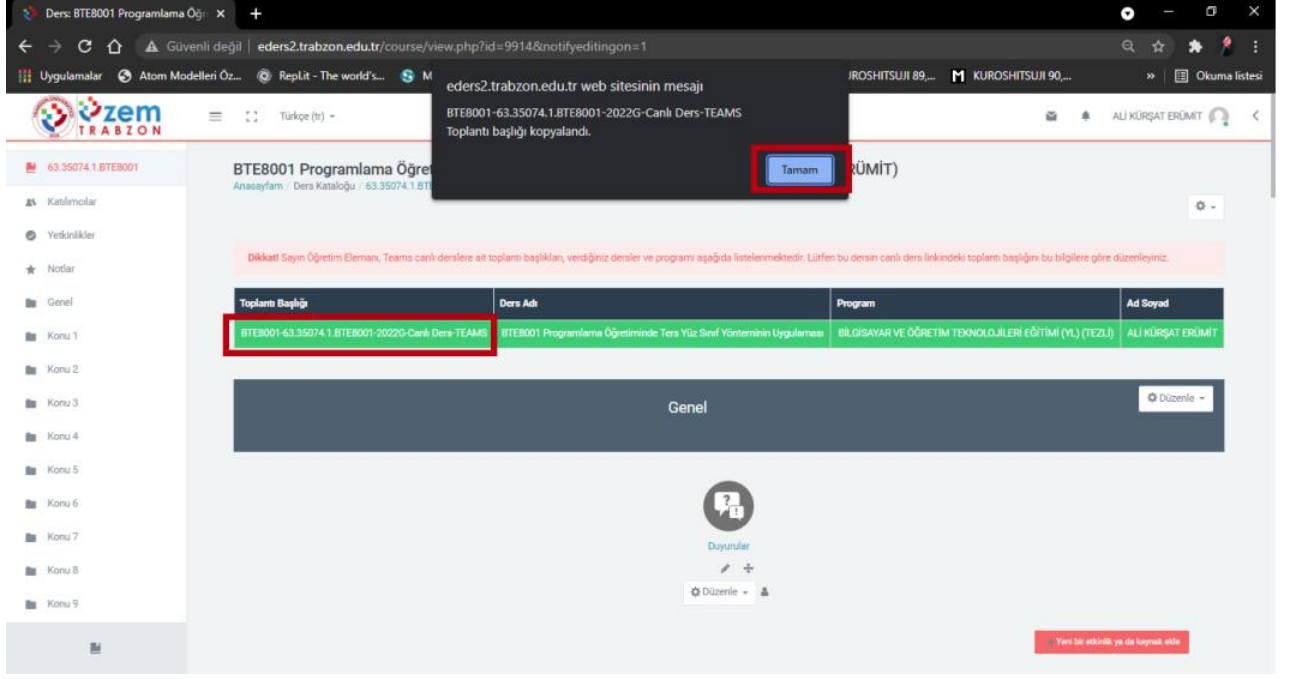 Ders: BTE8001 Programlama Öğr
Güvenli değil | eders2.trabzon.edu.tr/course/view.php?id=9914&notifyeditingon=1
Uygulamalar Atom Modelleri Öz... Repl.it - The world's... M JROSHITSUJI 89,... KUROSHITSUJI 90,... » Okuma listesi
eders2.trabzon.edu.tr web sitesinin mesajı
BTE8001-63.35074.1.BTE8001-2022G-Canlı Ders-TEAMS
Toplantı başlığı kopyalandı.
Tamam
özem
TRABZON
Türkçe (tr)
ALİ KÜRŞAT ERÜMİT
63.35074.1.BTE8001
Katılımcılar
Yetkinlikler
Notlar
Genel
Konu 1
Konu 2
Konu 3
Konu 4
Konu 5
Konu 6
Konu 7
Konu 8
Konu 9
BTE8001 Programlama Öğret RÜMİT)
Anasayfam / Ders Kataloğu / 63.35074.1.BTE
Dikkat! Sayın Öğretim Elemanı, Teams canlı derslere ait toplantı başlıkları, verdiğiniz dersler ve programı aşağıda listelenmektedir. Lütfen bu dersin canlı ders linkindeki toplantı başlığını bu bilgilere göre düzenleyiniz.
Toplantı Başlığı Ders Adı Program Ad Soyad
BTE8001-63.35074.1.BTE8001-2022G-Canlı Ders-TEAMS BTE8001 Programlama Öğretiminde Ters Yüz Sınıf Yönteminin Uygulaması BİLGİSAYAR VE ÖĞRETİM TEKNOLOJİLERİ EĞİTİMİ (YL) (TEZLİ) ALİ KÜRŞAT ERÜMİT
Genel
Düzenle
Duyurular
Düzenle
Yeni bir etkinlik ya da kaynak ekle